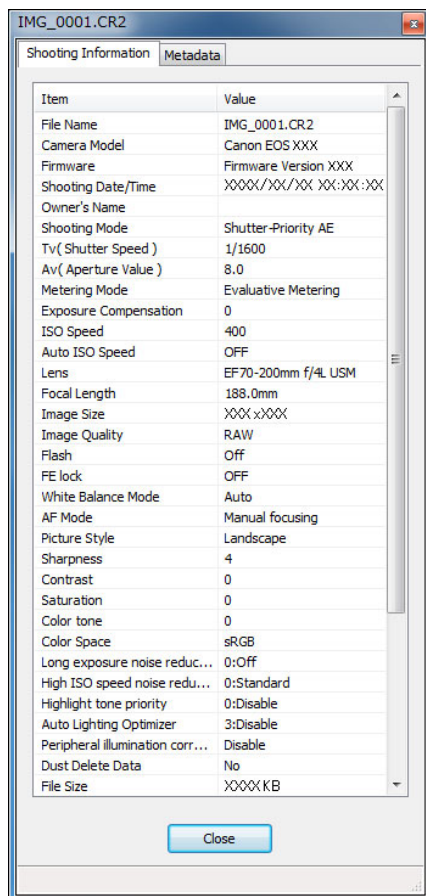 IMG_0001.CR2
Shooting Information Metadata
Item Value
File Name IMG_0001.CR2
Camera Model Canon EOS XXX
Firmware Firmware Version XXX
Shooting Date/Time XXXX/XX/XX XX:XX:XX
Owner's Name
Shooting Mode Shutter-Priority AE
Tv( Shutter Speed ) 1/1600
Av( Aperture Value ) 8.0
Metering Mode Evaluative Metering
Exposure Compensation 0
ISO Speed 400
Auto ISO Speed OFF
Lens EF70-200mm f/4L USM
Focal Length 188.0mm
Image Size XXX xXXX
Image Quality RAW
Flash Off
FE lock OFF
White Balance Mode Auto
AF Mode Manual focusing
Picture Style Landscape
Sharpness 4
Contrast 0
Saturation 0
Color tone 0
Color Space sRGB
Long exposure noise reduc... 0:Off
High ISO speed noise redu... 0:Standard
Highlight tone priority 0:Disable
Auto Lighting Optimizer 3:Disable
Peripheral illumination corr... Disable
Dust Delete Data No
File Size XXXXKB
Close